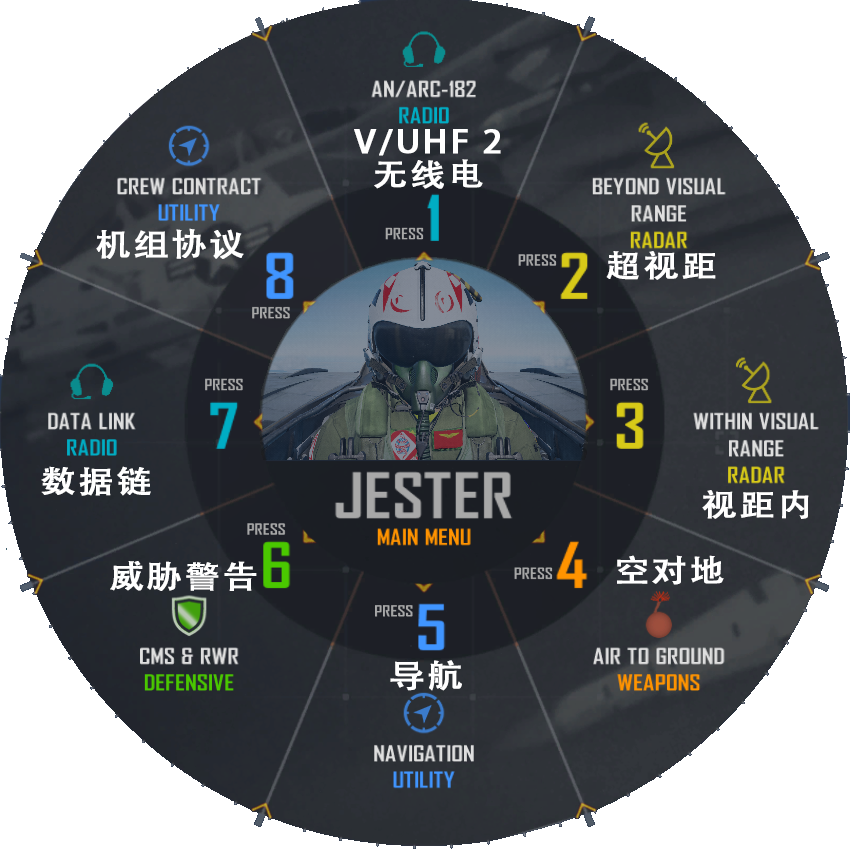 AN/ARC-182
RADIO
V/UHF 2
无线电
PRESS 1
BEYOND VISUAL
RANGE
RADAR
超视距
PRESS 2
WITHIN VISUAL
RANGE
RADAR
视距内
PRESS
3
空对地
AIR TO GROUND
WEAPONS
PRESS 4
PRESS 5
导航
NAVIGATION
UTILITY
PRESS
6
威胁警告
CMS & RWR
DEFENSIVE
PRESS
7
DATA LINK
RADIO
数据链
CREW CONTRACT
UTILITY
机组协议
8
PRESS
JESTER
MAIN MENU